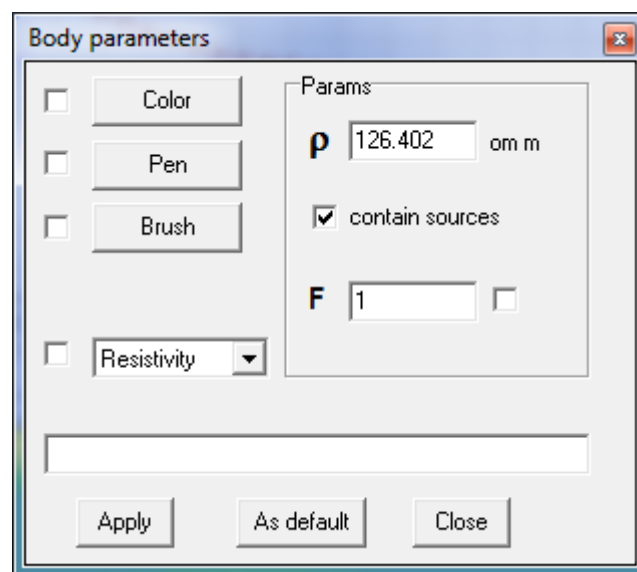 Body parameters
Color
Pen
Brush
Resistivity
Params
ρ 126.402 om m
contain sources
F 1
Apply As default Close